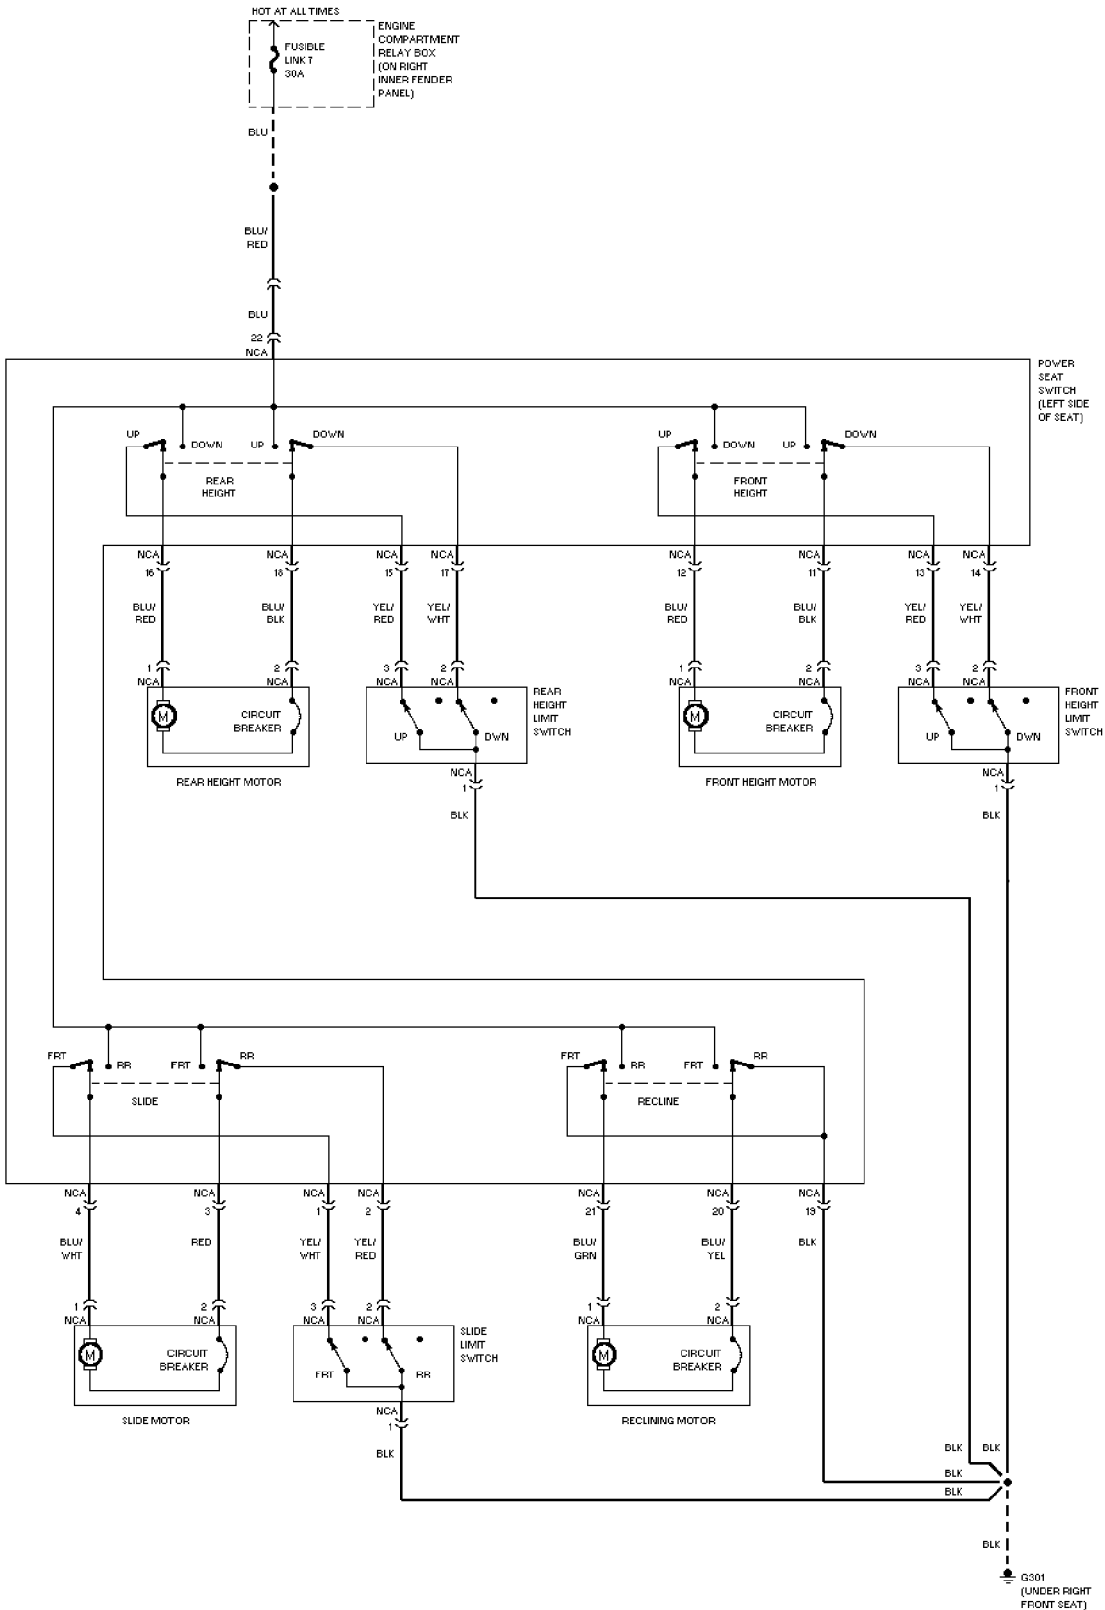 HOT AT ALL TIMES
FUSIBLE
LINK 7
30A
ENGINE
COMPARTMENT
RELAY BOX
(ON RIGHT
INNER FENDER
PANEL)
BLU
BLU/
RED
BLU
22
NCA
POWER
SEAT
SWITCH
(LEFT SIDE
OF SEAT)
UP DOWN UP DOWN
REAR
HEIGHT
UP DOWN UP DOWN
FRONT
HEIGHT
NCA NCA NCA NCA NCA NCA NCA NCA
16 18 15 17 12 11 13 14
BLU/ BLU/ YEL/ YEL/ BLU/ BLU/ YEL/ YEL/
RED BLK RED WHT RED BLK RED WHT
1 2 3 2 1 2 3 2
NCA NCA NCA NCA NCA NCA NCA NCA
M
CIRCUIT
BREAKER
UP DWN
REAR
HEIGHT
LIMIT
SWITCH
M
CIRCUIT
BREAKER
UP DWN
FRONT
HEIGHT
LIMIT
SWITCH
REAR HEIGHT MOTOR
NCA
1
BLK
FRONT HEIGHT MOTOR
NCA
1
BLK
FRT RR FRT RR
SLIDE
FRT RR FRT RR
RECLINE
NCA NCA NCA NCA NCA NCA NCA
4 3 1 2 21 20 19
BLU/ RED YEL/ YEL/ BLU/ BLU/ BLK
WHT WHT RED GRN YEL
1 2 3 2 1 2
NCA NCA NCA NCA NCA NCA
M
CIRCUIT
BREAKER
FRT RR
SLIDE
LIMIT
SWITCH
M
CIRCUIT
BREAKER
SLIDE MOTOR
NCA
1
BLK
RECLINING MOTOR
BLK BLK
BLK
BLK
BLK
G301
(UNDER RIGHT
FRONT SEAT)